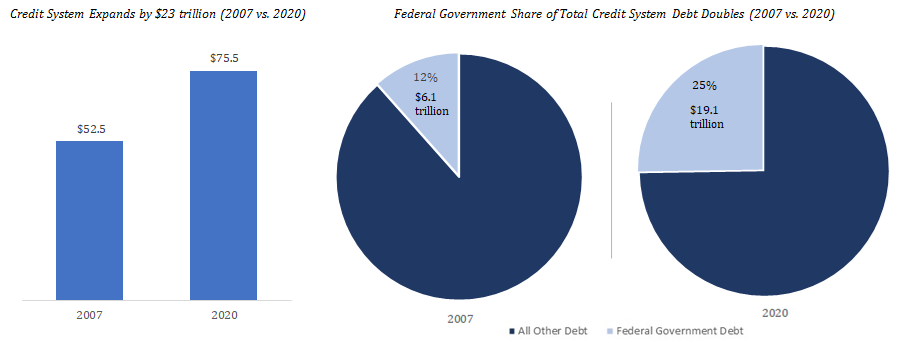 Credit System Expands by $23 trillion (2007 vs. 2020)
$52.5
$75.5
2007
2020
Federal Government Share of Total Credit System Debt Doubles (2007 vs. 2020)
12%
$6.1
trillion
2007
25%
$19.1
trillion
2020
All Other Debt
Federal Government Debt